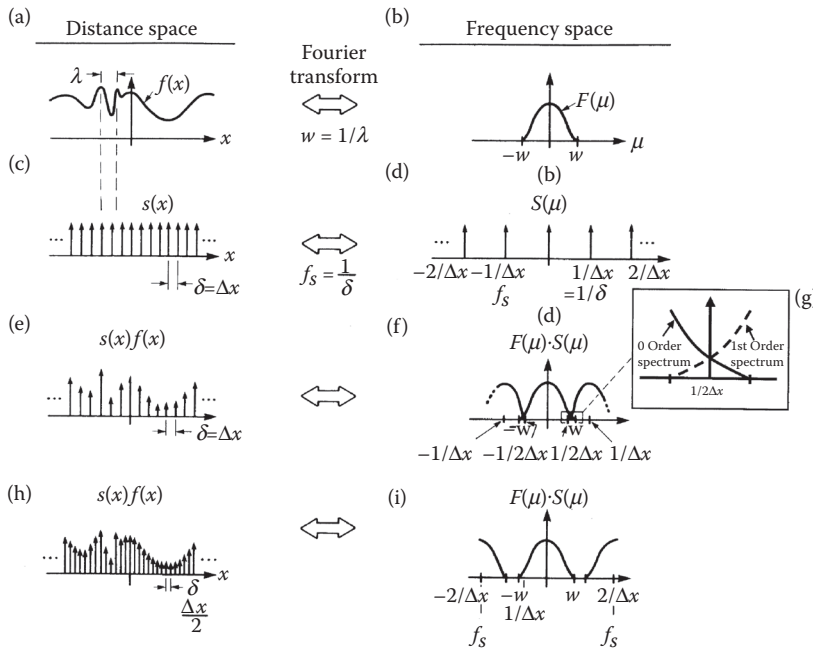 (a)
Distance space
(b)
Frequency space
Fourier
transform
λ
f(x)
x
w = 1/λ
F(μ)
−w
w
μ
(c)
s(x)
...
...
x
δ=Δx
f_s = 1/δ
(d)
(b)
S(μ)
...
...
−2/Δx
−1/Δx
1/Δx
2/Δx
f_s
=1/δ
(e)
s(x)f(x)
...
...
x
δ=Δx
(f)
(d)
F(μ)·S(μ)
−w
w
−1/Δx
−1/2Δx
1/2Δx
1/Δx
(g)
0 Order
spectrum
1st Order
spectrum
1/2Δx
(h)
s(x)f(x)
...
...
x
δ
Δx/2
(i)
F(μ)·S(μ)
−2/Δx
−w
w
2/Δx
1/Δx
f_s
f_s